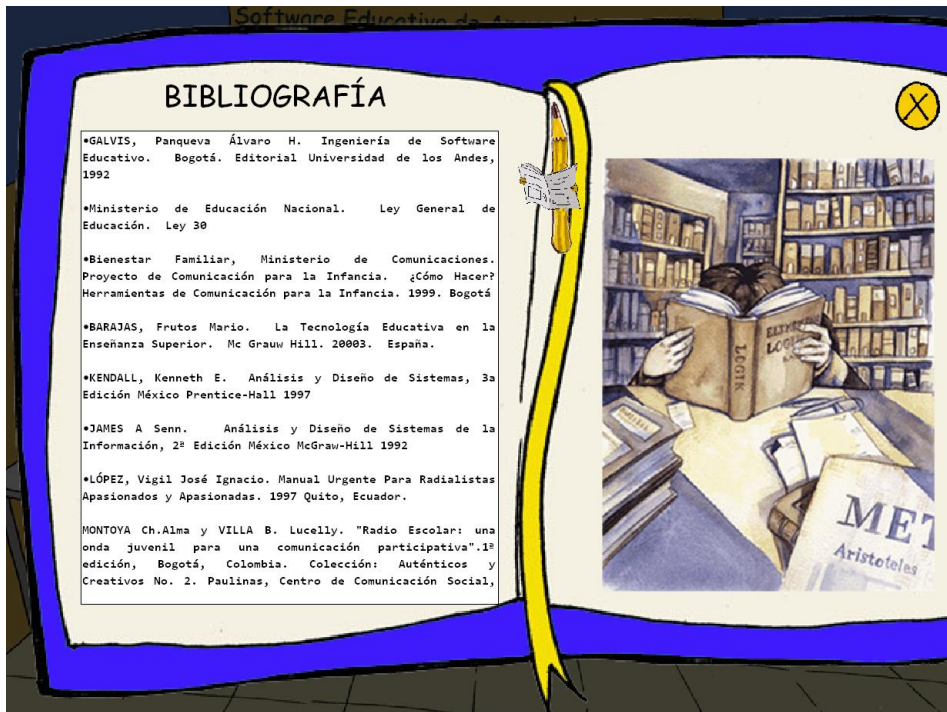 Software Educativo de
BIBLIOGRAFÍA
•GALVIS, Panqueva Álvaro H. Ingeniería de Software
Educativo. Bogotá. Editorial Universidad de los Andes,
1992
•Ministerio de Educación Nacional. Ley General de
Educación. Ley 30
•Bienestar Familiar, Ministerio de Comunicaciones.
Proyecto de Comunicación para la Infancia. ¿Cómo Hacer?
Herramientas de Comunicación para la Infancia. 1999. Bogotá
•BARAJAS, Frutos Mario. La Tecnología Educativa en la
Enseñanza Superior. Mc Grauw Hill. 20003. España.
•KENDALL, Kenneth E. Análisis y Diseño de Sistemas, 3a
Edición México Prentice-Hall 1997
•JAMES A Senn. Análisis y Diseño de Sistemas de la
Información, 2ª Edición México McGraw-Hill 1992
•LÓPEZ, Vigil José Ignacio. Manual Urgente Para Radialistas
Apasionados y Apasionadas. 1997 Quito, Ecuador.
MONTOYA Ch.Alma y VILLA B. Lucelly. "Radio Escolar: una
onda juvenil para una comunicación participativa".1ª
edición, Bogotá, Colombia. Colección: Auténticos y
Creativos No. 2. Paulinas, Centro de Comunicación Social,
X
LOGIK
MET
Aristoteles